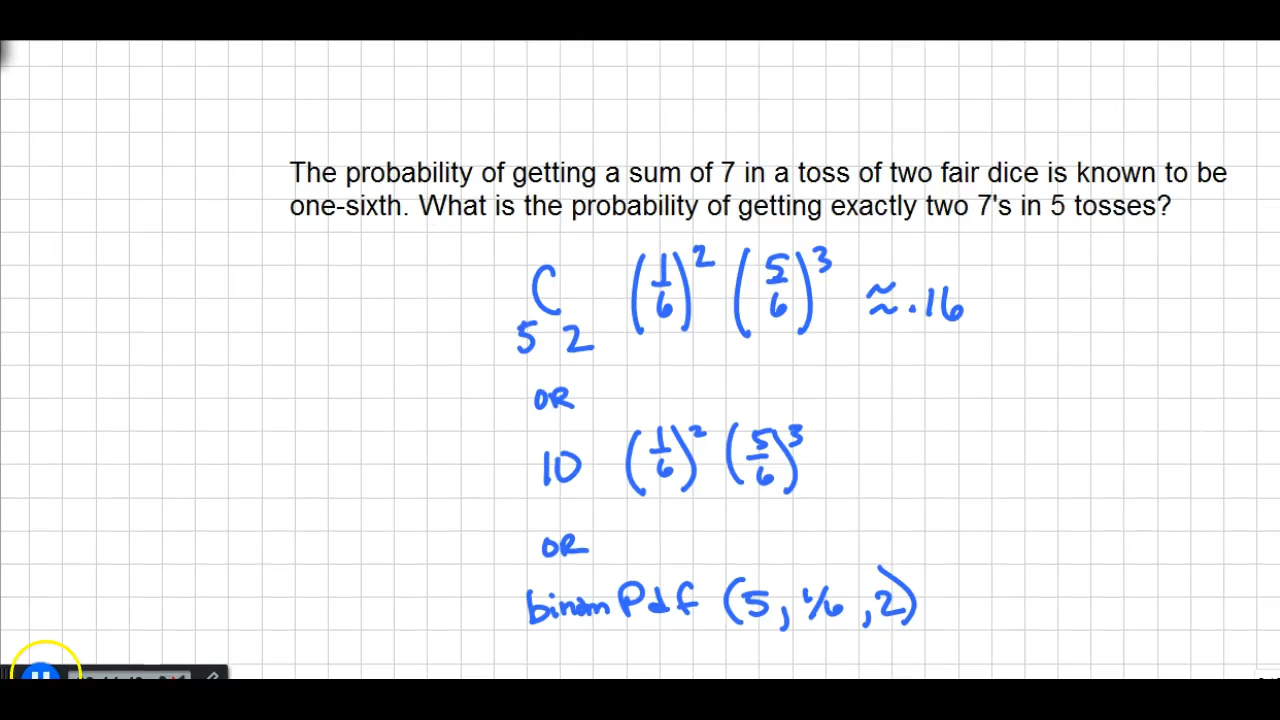 The probability of getting a sum of 7 in a toss of two fair dice is known to be
one-sixth. What is the probability of getting exactly two 7's in 5 tosses?
₅C₂ (1/6)² (5/6)³ ≈ .16
OR
10 (1/6)² (5/6)³
OR
binomPdf (5, 1/6, 2)